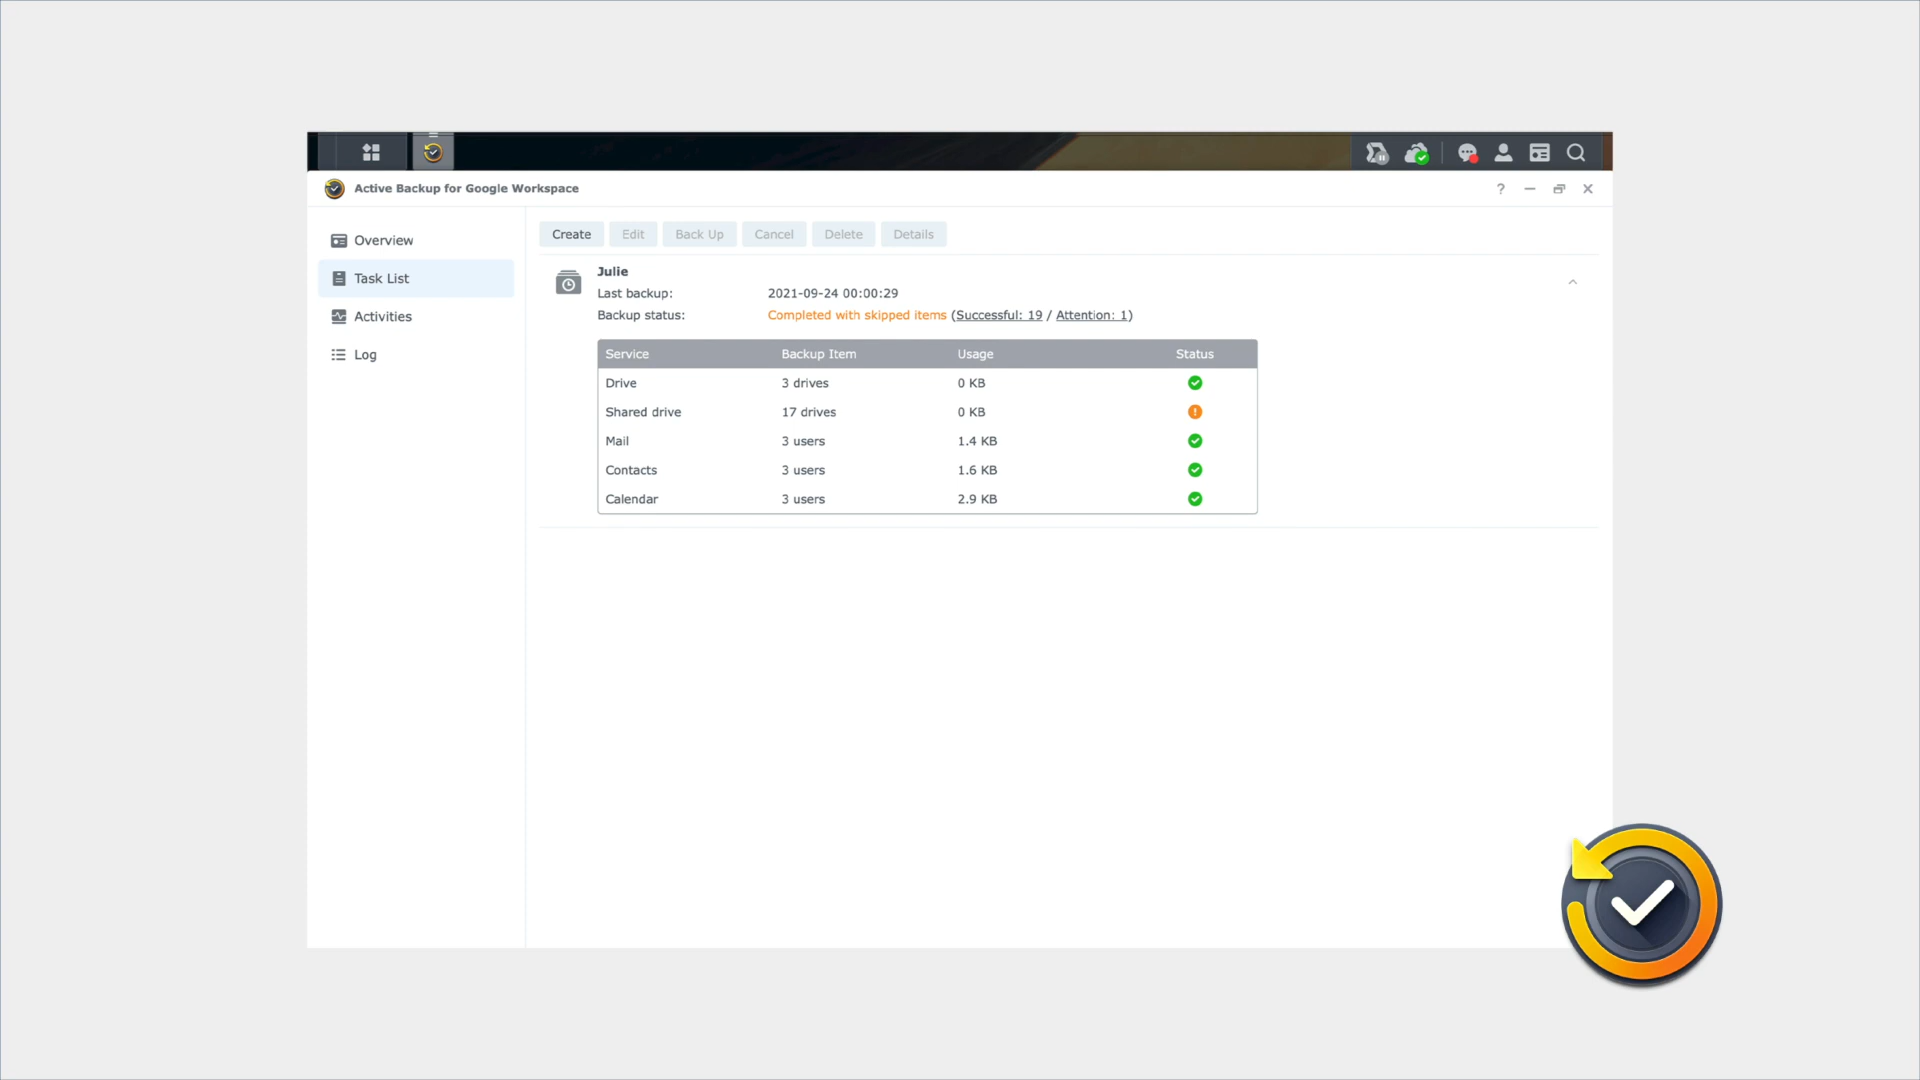 Active Backup for Google Workspace
?
Overview
Task List
Activities
Log
Create Edit Back Up Cancel Delete Details
Julie
Last backup: 2021-09-24 00:00:29
Backup status: Completed with skipped items (Successful: 19 / Attention: 1)
Service Backup Item Usage Status
Drive 3 drives 0 KB
Shared drive 17 drives 0 KB
Mail 3 users 1.4 KB
Contacts 3 users 1.6 KB
Calendar 3 users 2.9 KB